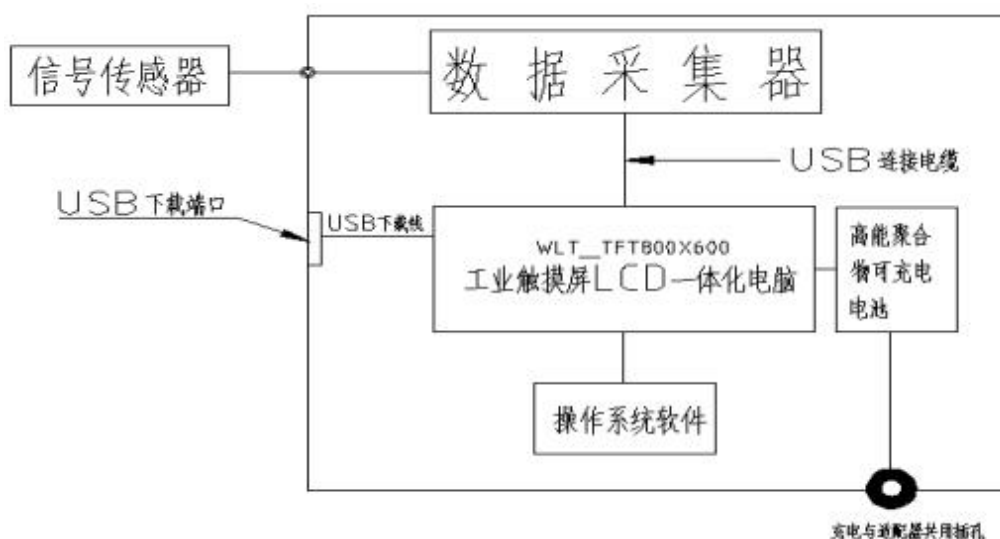 信号传感器
数据采集器
USB 连接电缆
USB 下载端口
USB下载线
WLT_TFT800X600
工业触摸屏LCD一体化电脑
高能聚合
物可充电
电池
操作系统软件
充电与适配器共用插孔